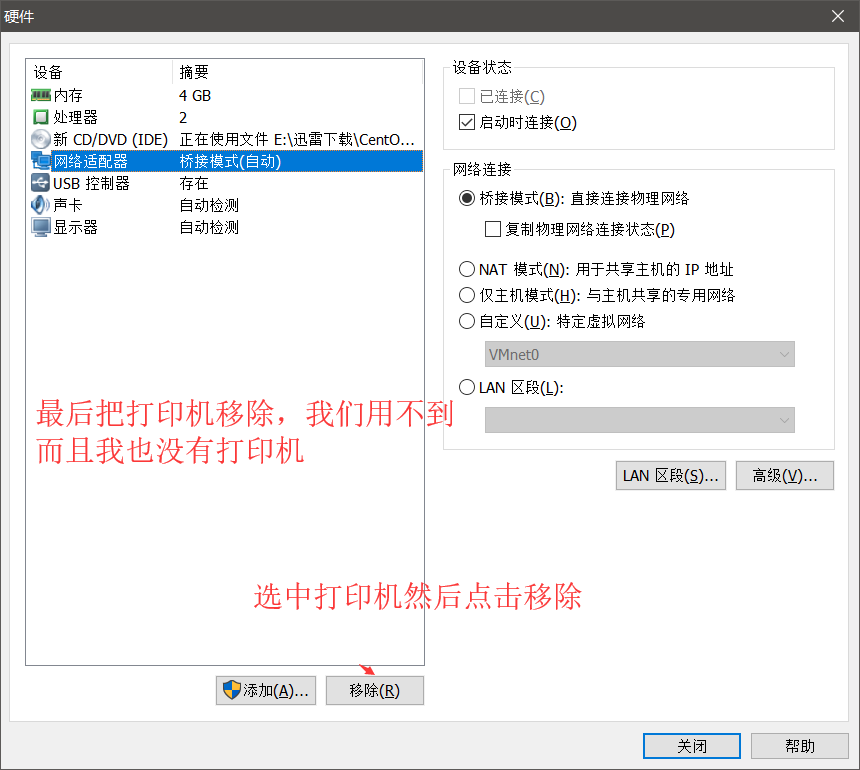 硬件
设备 摘要
内存 4 GB
处理器 2
新 CD/DVD (IDE) 正在使用文件 E:\迅雷下载\CentO...
网络适配器 桥接模式(自动)
USB 控制器 存在
声卡 自动检测
显示器 自动检测
最后把打印机移除，我们用不到
而且我也没有打印机
选中打印机然后点击移除
添加(A)... 移除(R)
设备状态
已连接(C)
启动时连接(O)
网络连接
桥接模式(B): 直接连接物理网络
复制物理网络连接状态(P)
NAT 模式(N): 用于共享主机的 IP 地址
仅主机模式(H): 与主机共享的专用网络
自定义(U): 特定虚拟网络
VMnet0
LAN 区段(L):
LAN 区段(S)... 高级(V)...
关闭 帮助